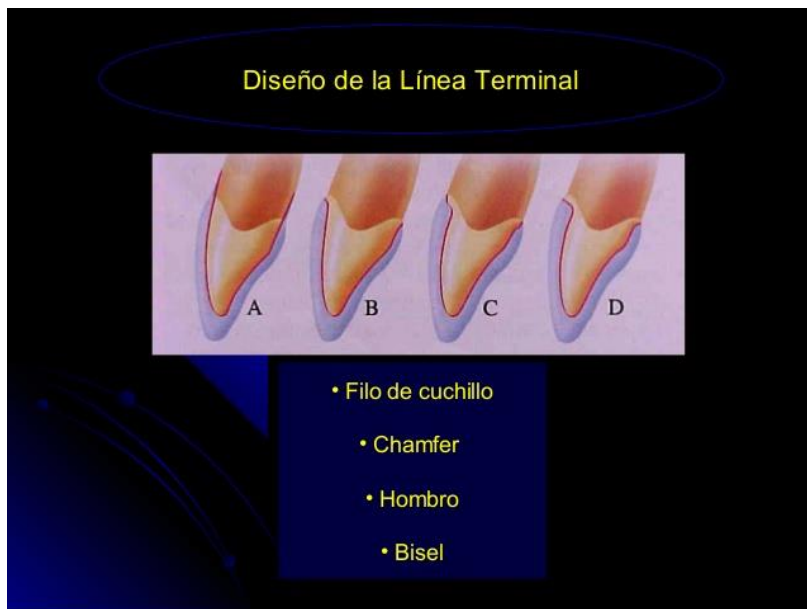 Diseño de la Línea Terminal
A B C D
• Filo de cuchillo
• Chamfer
• Hombro
• Bisel